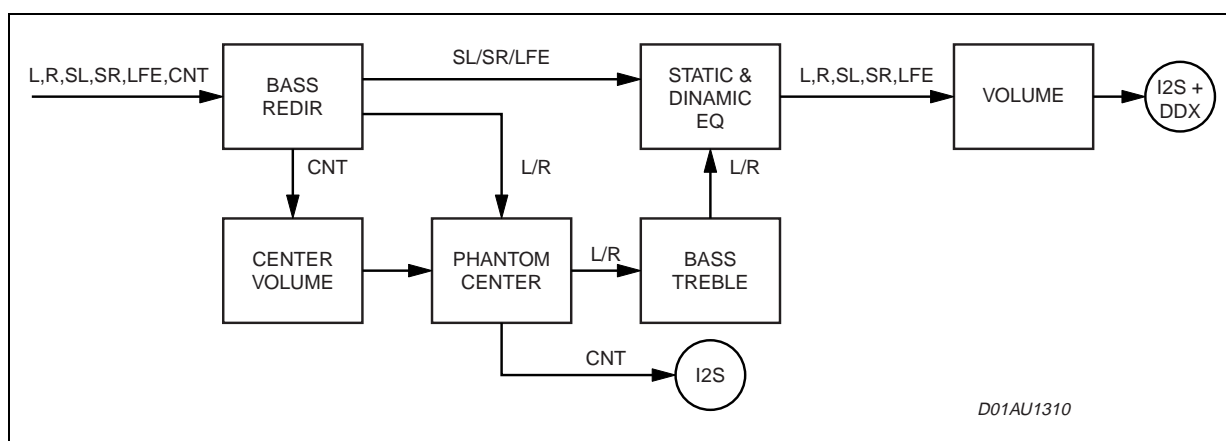 L,R,SL,SR,LFE,CNT
BASS
REDIR
SL/SR/LFE
STATIC &
DINAMIC
EQ
L,R,SL,SR,LFE
VOLUME
I2S +
DDX
CNT
L/R
L/R
CENTER
VOLUME
PHANTOM
CENTER
L/R
BASS
TREBLE
CNT
I2S
D01AU1310